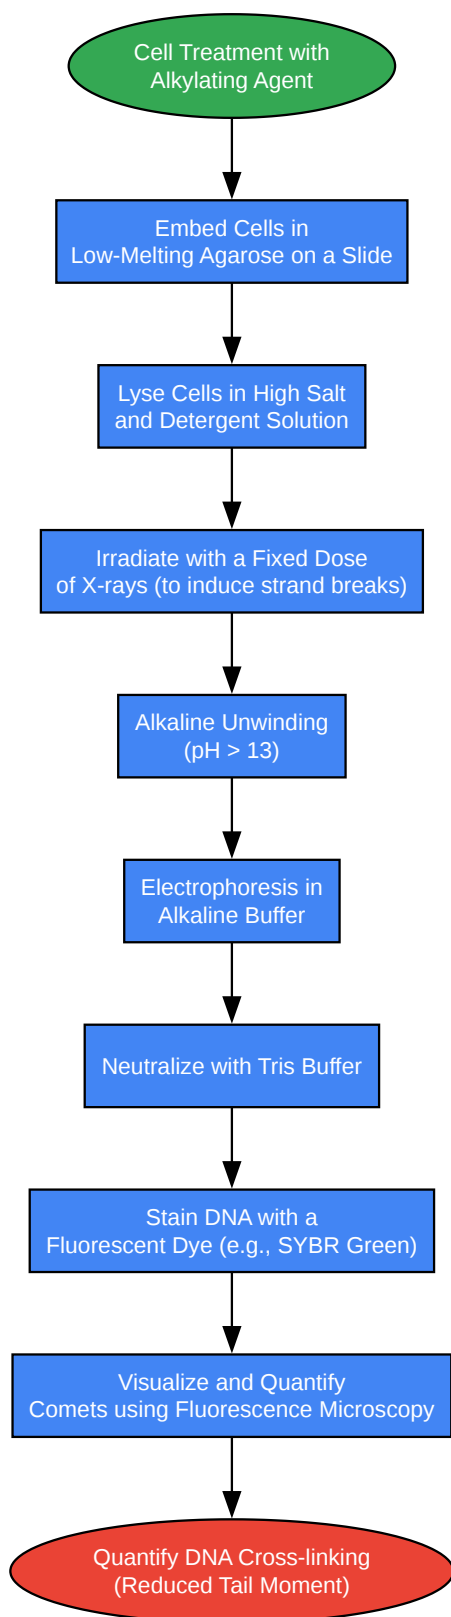 Cell Treatment with
Alkylating Agent
Embed Cells in
Low-Melting Agarose on a Slide
Lyse Cells in High Salt
and Detergent Solution
Irradiate with a Fixed Dose
of X-rays (to induce strand breaks)
Alkaline Unwinding
(pH > 13)
Electrophoresis in
Alkaline Buffer
Neutralize with Tris Buffer
Stain DNA with a
Fluorescent Dye (e.g., SYBR Green)
Visualize and Quantify
Comets using Fluorescence Microscopy
Quantify DNA Cross-linking
(Reduced Tail Moment)